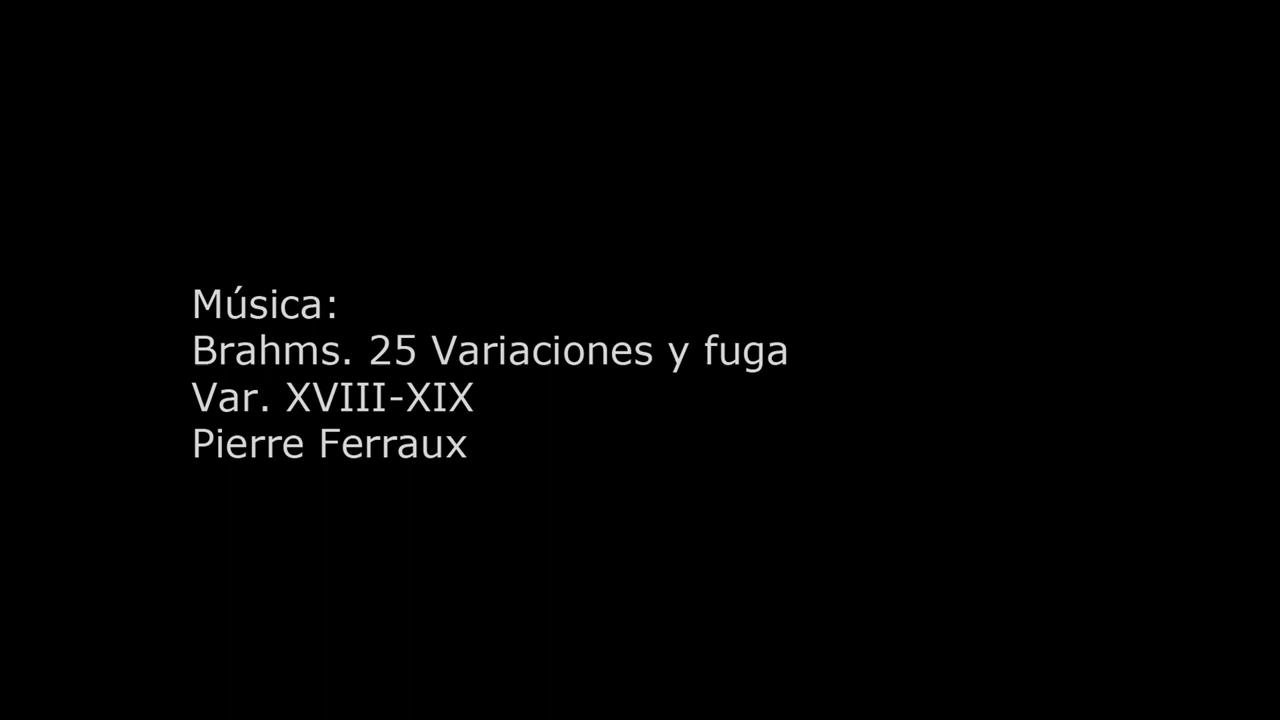 Música:
Brahms. 25 Variaciones y fuga
Var. XVIII-XIX
Pierre Ferraux